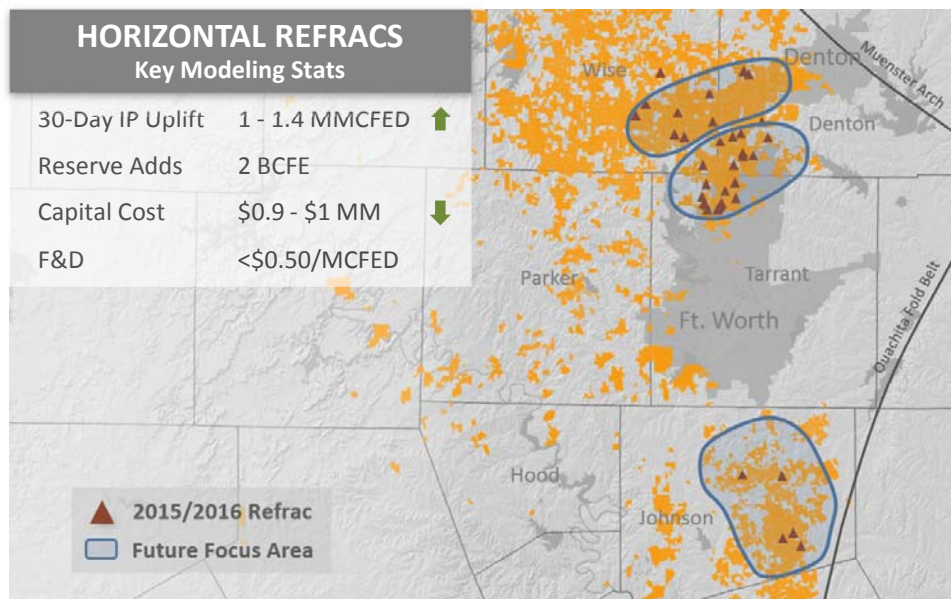 HORIZONTAL REFRACS
Key Modeling Stats
30-Day IP Uplift 1 - 1.4 MMCFED
Reserve Adds 2 BCFE
Capital Cost $0.9 - $1 MM
F&D <$0.50/MCFED
Wise
Denton
Muenster Arch
Denton
Parker
Tarrant
Ft. Worth
Ouachita Fold Belt
Hood
Johnson
2015/2016 Refrac
Future Focus Area